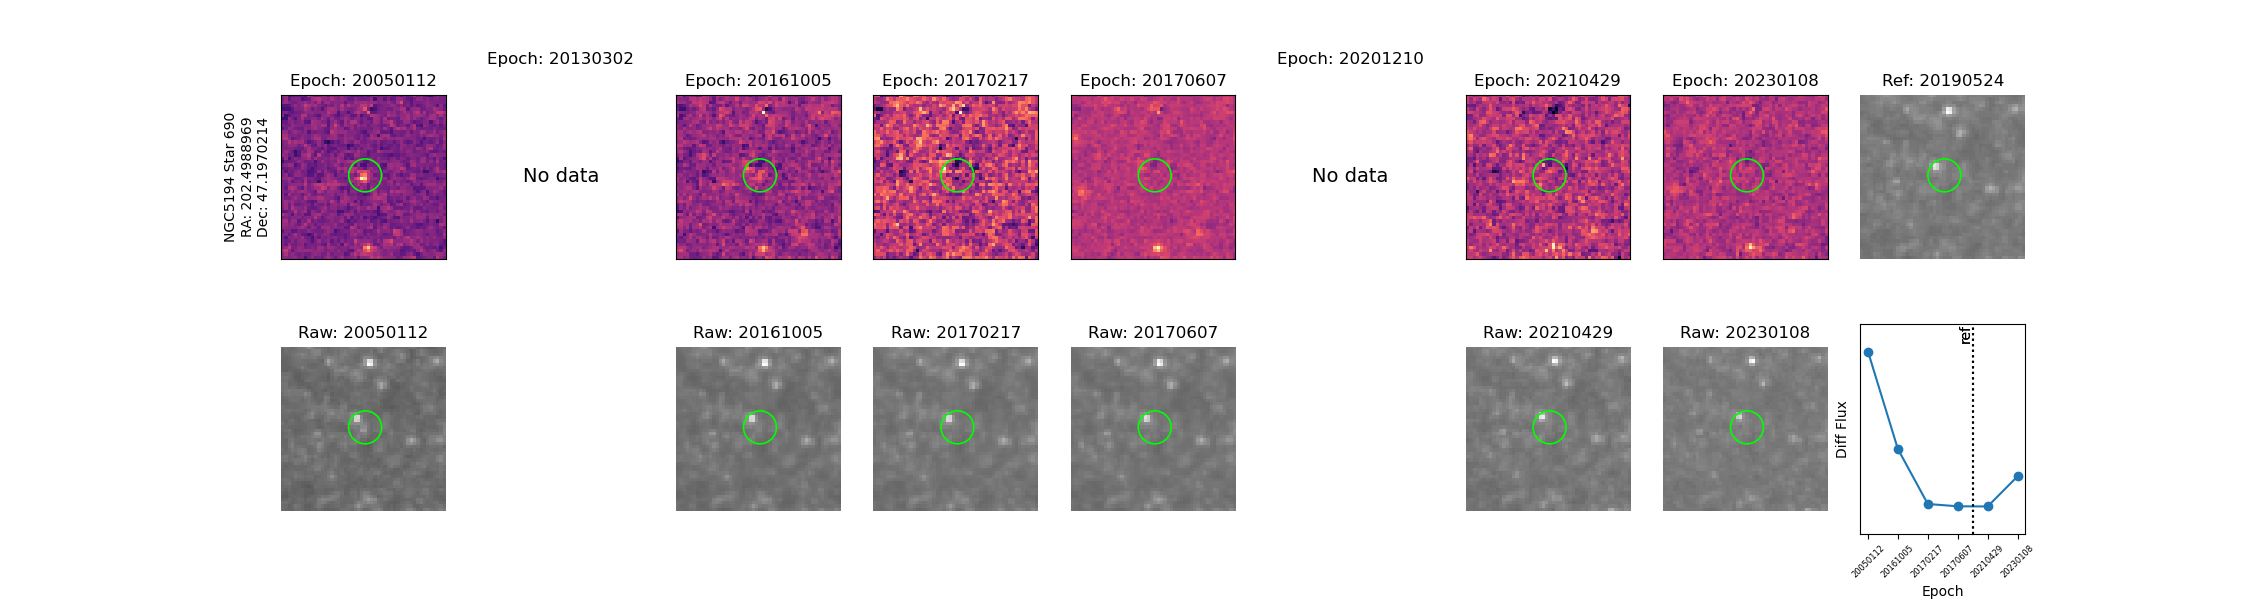 Epoch: 20130302
Epoch: 20201210
Epoch: 20050112
Epoch: 20161005
Epoch: 20170217
Epoch: 20170607
Epoch: 20210429
Epoch: 20230108
Ref: 20190524
NGC5194 Star 690
RA: 202.4988969
Dec: 47.1970214
No data
No data
Raw: 20050112
Raw: 20161005
Raw: 20170217
Raw: 20170607
Raw: 20210429
Raw: 20230108
ref
Diff Flux
20050112
20161005
20170217
20170607
20210429
20230108
Epoch